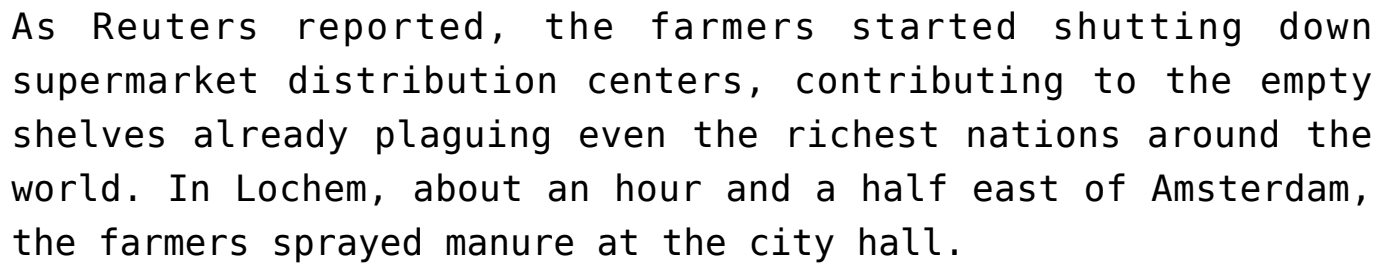 As Reuters reported, the farmers started shutting down
supermarket distribution centers, contributing to the empty
shelves already plaguing even the richest nations around the
world. In Lochem, about an hour and a half east of Amsterdam,
the farmers sprayed manure at the city hall.